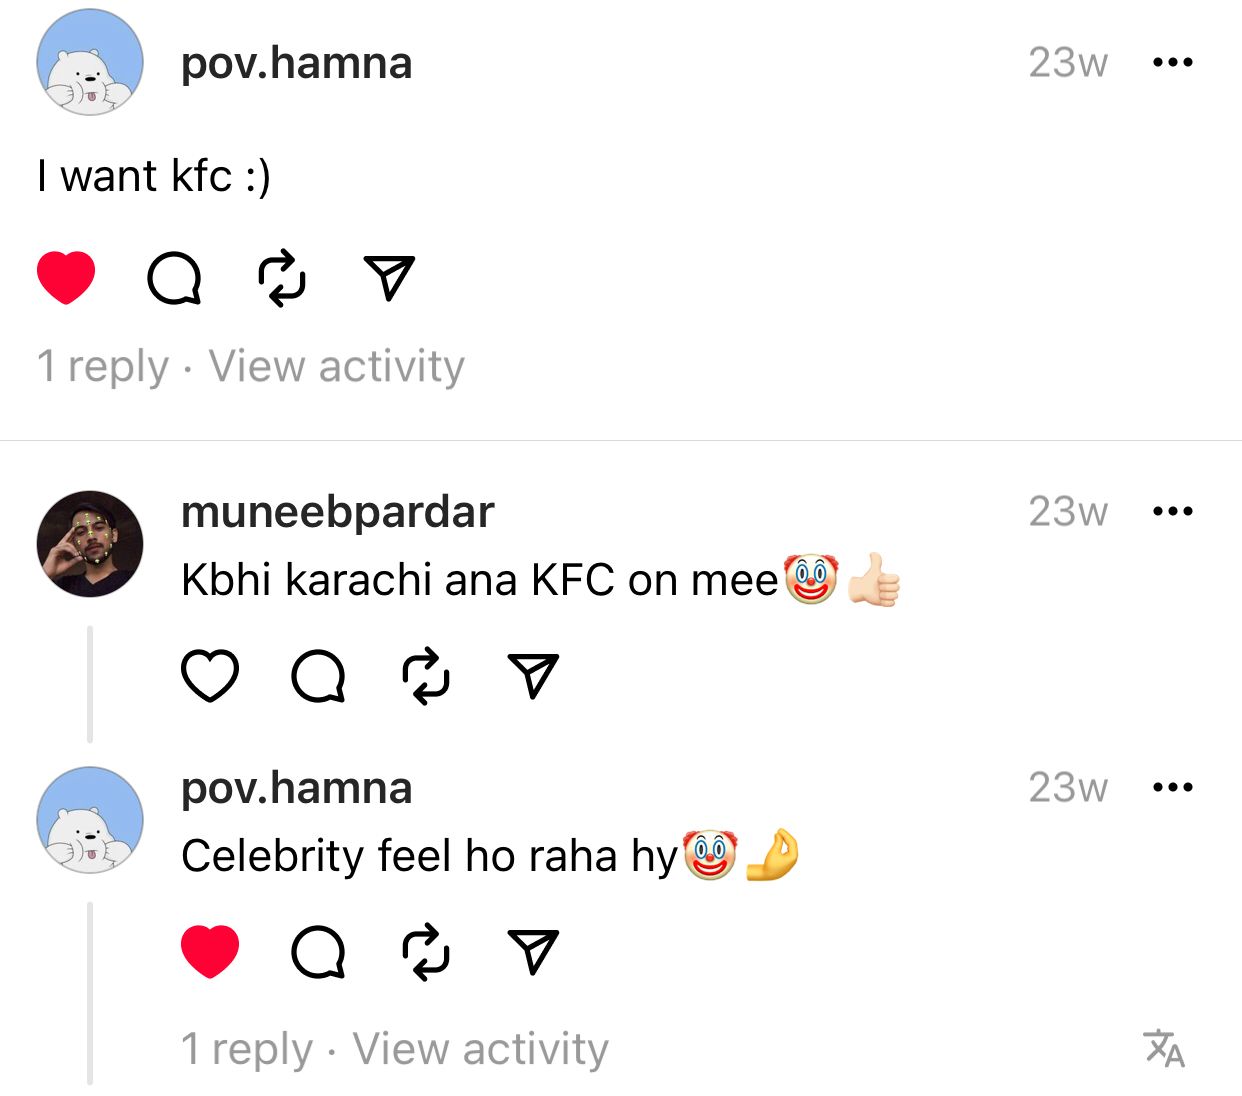 pov.hamna 23w
I want kfc :)
1 reply · View activity
muneebpardar 23w
Kbhi karachi ana KFC on mee🤡👍🏻
pov.hamna 23w
Celebrity feel ho raha hy🤡🤌
1 reply · View activity